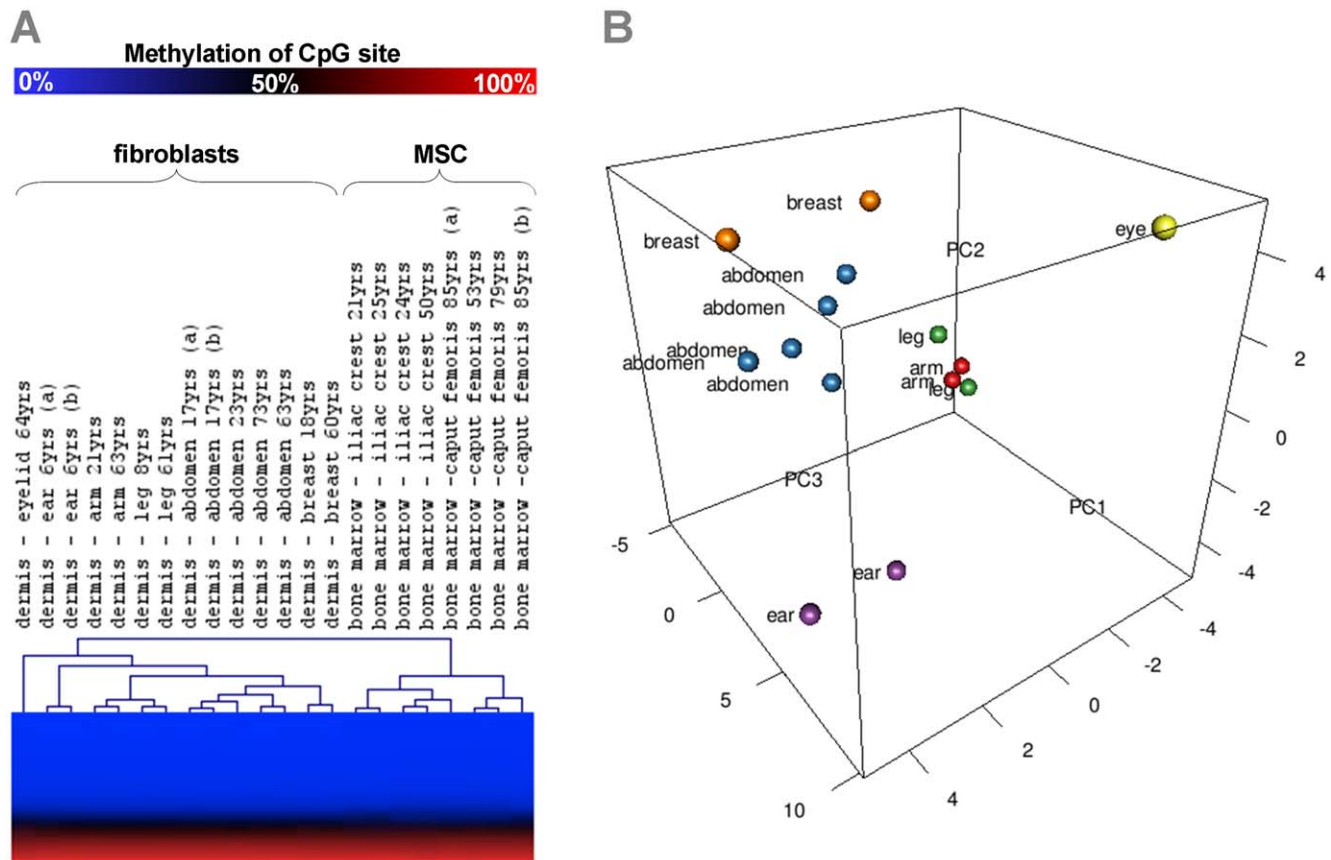 A
Methylation of CpG site
0% 50% 100%
fibroblasts MSC
dermis - eyelid 64yrs
dermis - ear 6yrs (a)
dermis - ear 6yrs (b)
dermis - arm 21yrs
dermis - arm 63yrs
dermis - leg 8yrs
dermis - leg 61yrs
dermis - abdomen 17yrs (a)
dermis - abdomen 17yrs (b)
dermis - abdomen 23yrs
dermis - abdomen 73yrs
dermis - abdomen 63yrs
dermis - breast 18yrs
dermis - breast 60yrs
bone marrow - iliac crest 21yrs
bone marrow - iliac crest 25yrs
bone marrow - iliac crest 24yrs
bone marrow - iliac crest 50yrs
bone marrow -caput femoris 85yrs (a)
bone marrow -caput femoris 53yrs
bone marrow -caput femoris 79yrs
bone marrow -caput femoris 85yrs (b)
B
breast
breast
eye
PC2
abdomen
abdomen
abdomen
abdomen
abdomen
leg
arm
arm
leg
PC3
PC1
ear
ear
4
2
0
-2
-4
-5
0
5
10
4
2
0
-2
-4